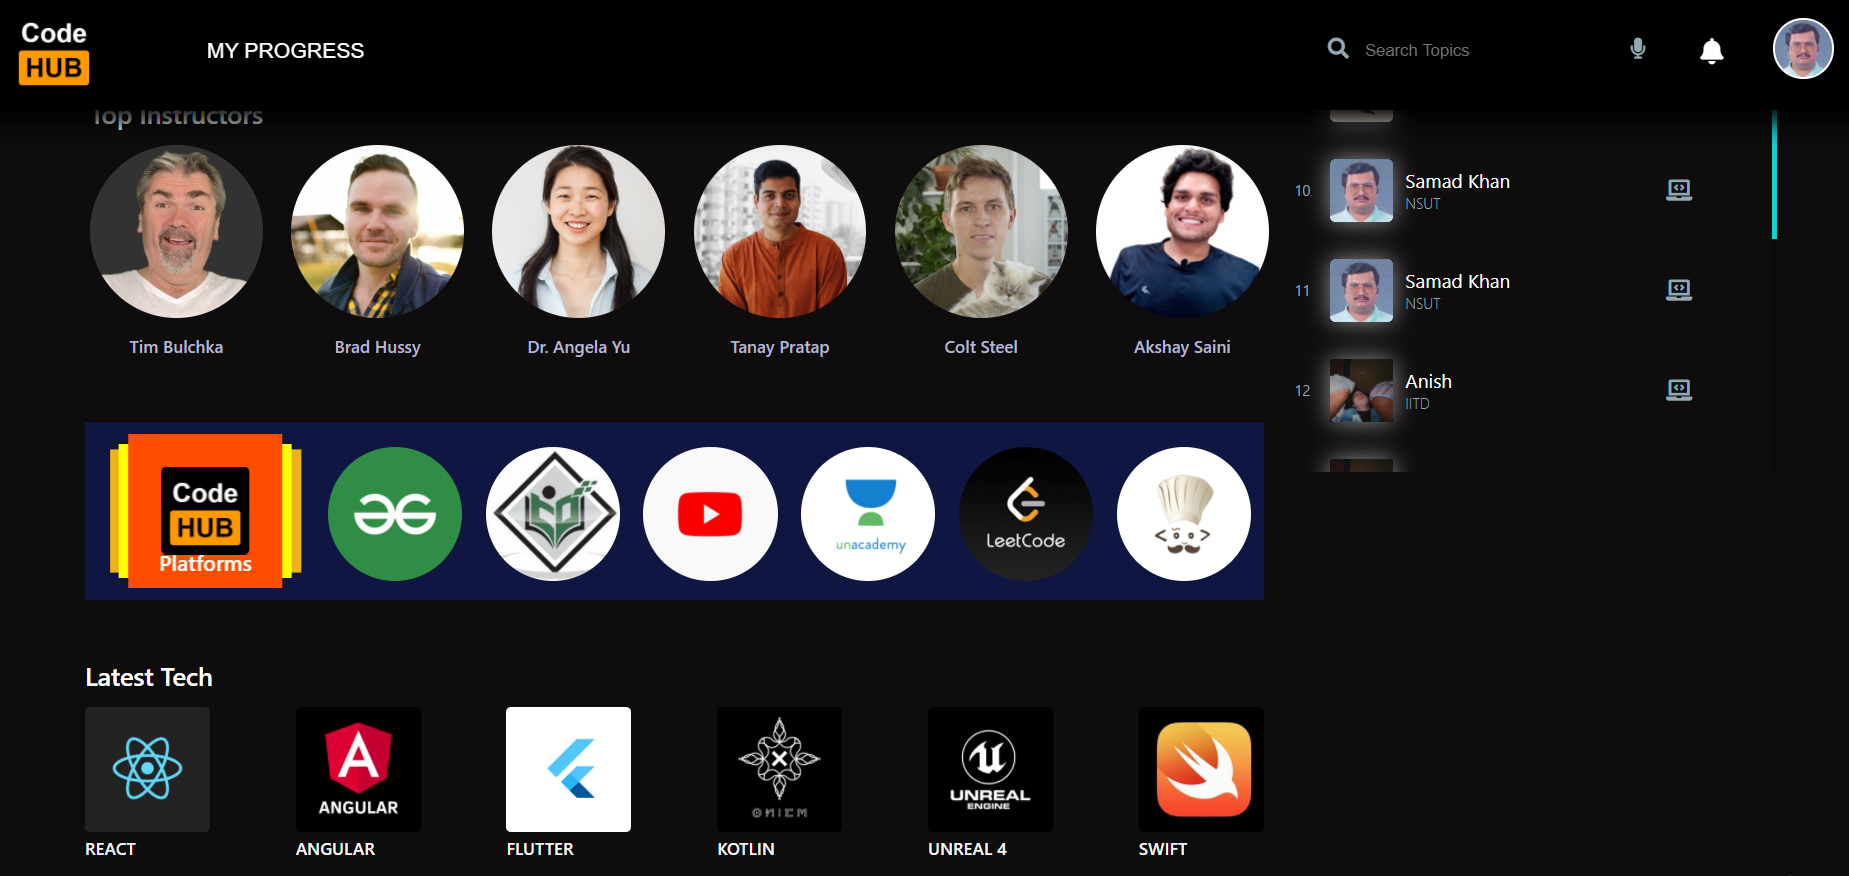 Code
HUB
MY PROGRESS
Search Topics
Top Instructors
Tim Bulchka
Brad Hussy
Dr. Angela Yu
Tanay Pratap
Colt Steel
Akshay Saini
10
Samad Khan
NSUT
11
Samad Khan
NSUT
12
Anish
IITD
Code
HUB
Platforms
unacademy
LeetCode
Latest Tech
ANGULAR
UNREAL
ENGINE
REACT
ANGULAR
FLUTTER
KOTLIN
UNREAL 4
SWIFT